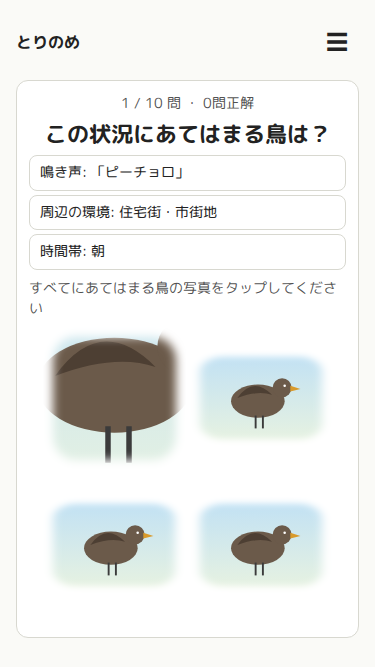 とりのめ
1 / 10 問 ・ 0問正解
この状況にあてはまる鳥は？
鳴き声: 「ピーチョロ」
周辺の環境: 住宅街・市街地
時間帯: 朝
すべてにあてはまる鳥の写真をタップしてくださ
い